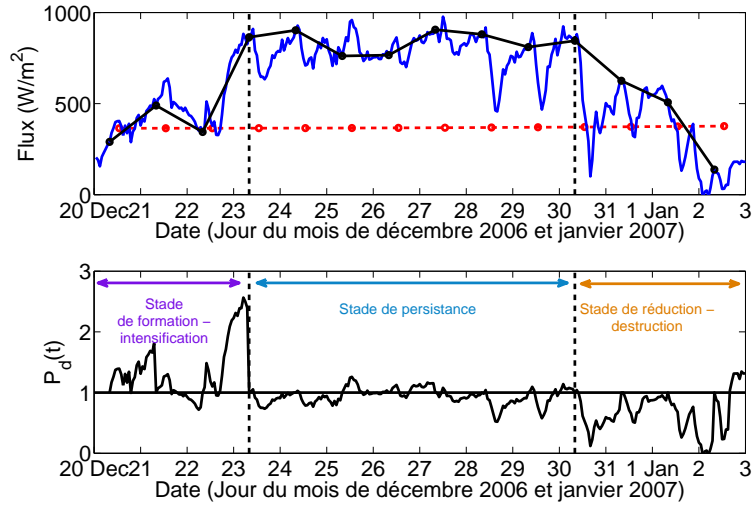 1000
500
0
Flux (W/m²)
20 Dec21 22 23 24 25 26 27 28 29 30 31 1 Jan 2 3
Date (Jour du mois de décembre 2006 et janvier 2007)
3
2
1
0
P_d(t)
Stade
de formation –
intensification
Stade de persistance
Stade de réduction –
destruction
20 Dec21 22 23 24 25 26 27 28 29 30 31 1 Jan 2 3
Date (Jour du mois de décembre 2006 et janvier 2007)